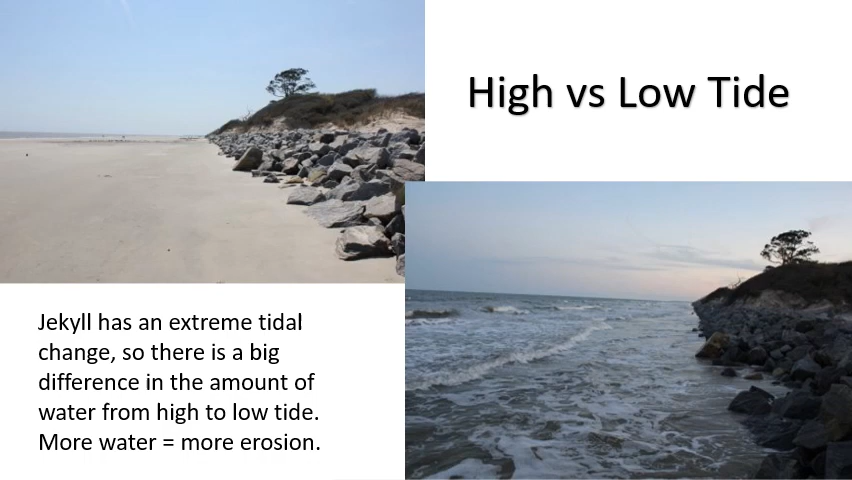 High vs Low Tide
Jekyll has an extreme tidal
change, so there is a big
difference in the amount of
water from high to low tide.
More water = more erosion.